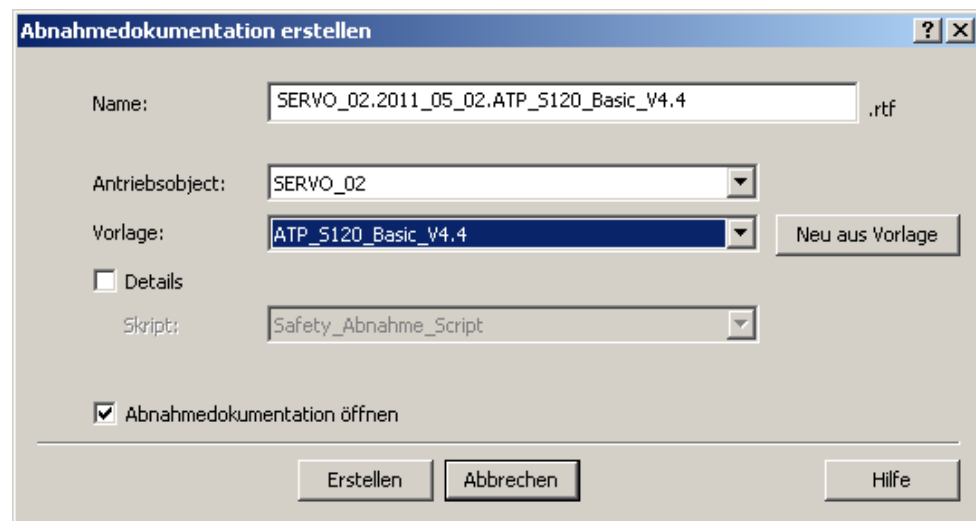 Abnahmedokumentation erstellen
Name: SERVO_02.2011_05_02.ATP_S120_Basic_V4.4 .rtf
Antriebsobject: SERVO_02
Vorlage: ATP_S120_Basic_V4.4 Neu aus Vorlage
Details
Skript: Safety_Abnahme_Script
Abnahmedokumentation öffnen
Erstellen Abbrechen Hilfe